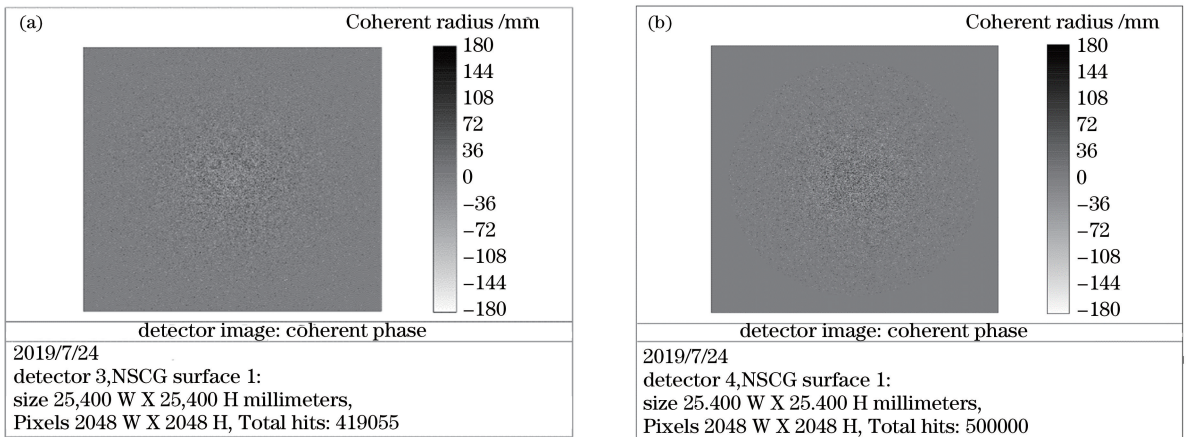 (a)
Coherent radius /mm
180
144
108
72
36
0
−36
−72
−108
−144
−180
detector image: coherent phase
2019/7/24
detector 3,NSCG surface 1:
size 25,400 W X 25,400 H millimeters,
Pixels 2048 W X 2048 H, Total hits: 419055
(b)
Coherent radius /mm
180
144
108
72
36
0
−36
−72
−108
−144
−180
detector image: coherent phase
2019/7/24
detector 4,NSCG surface 1:
size 25.400 W X 25.400 H millimeters,
Pixels 2048 W X 2048 H, Total hits: 500000